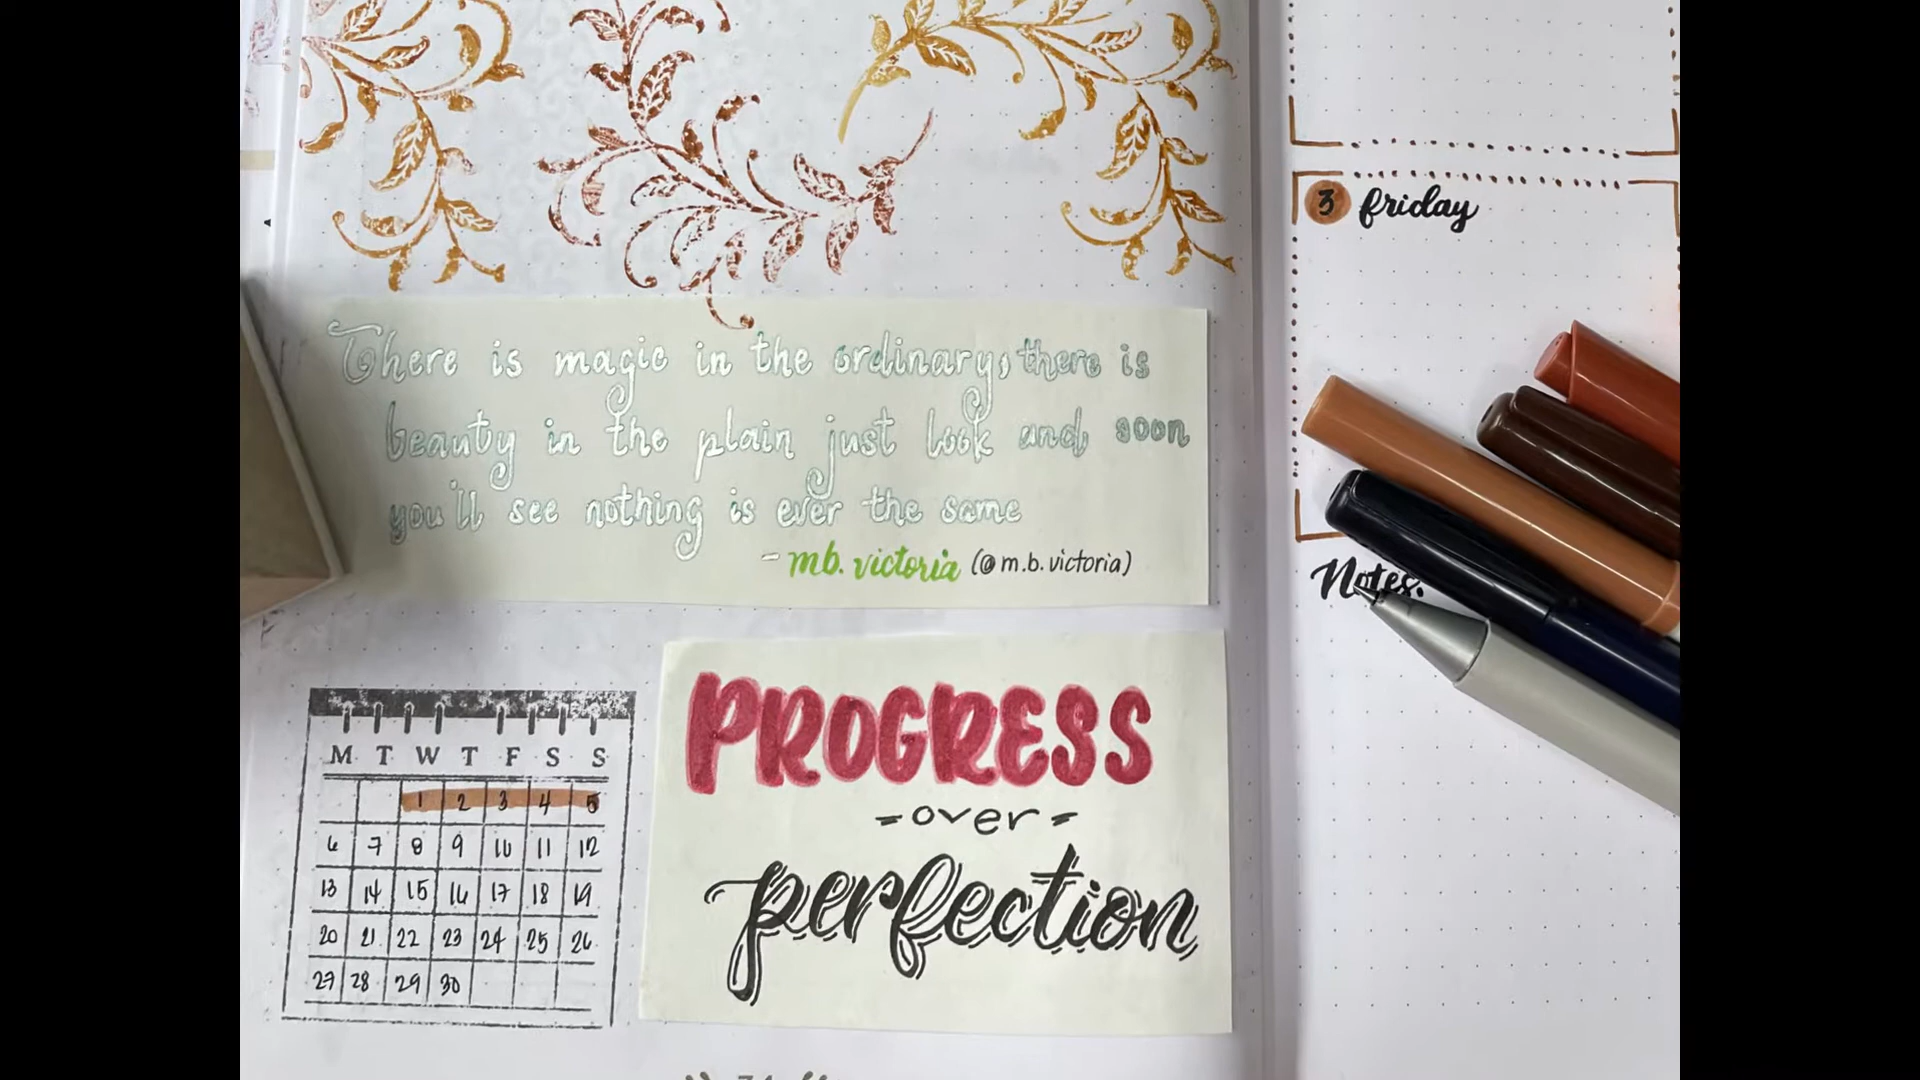 There is magic in the ordinary, there is
beauty in the plain just look and soon
you'll see nothing is ever the same
- mb. victoria (@m.b.victoria)
M T W T F S S
1 2 3 4 5
6 7 8 9 10 11 12
13 14 15 16 17 18 19
20 21 22 23 24 25 26
27 28 29 30
PROGRESS
-over-
perfection
3 friday
Notes: